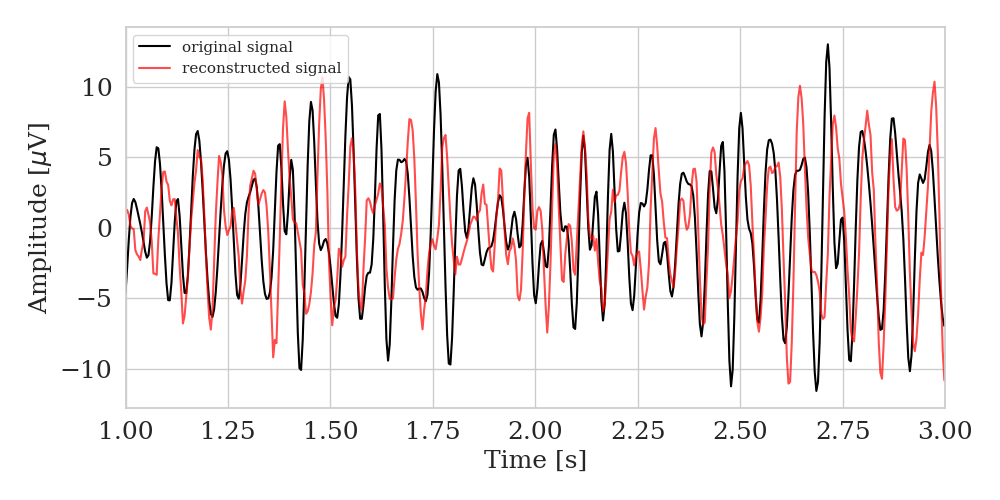 original signal
reconstructed signal
Amplitude [μV]
10
5
0
−5
−10
1.00 1.25 1.50 1.75 2.00 2.25 2.50 2.75 3.00
Time [s]